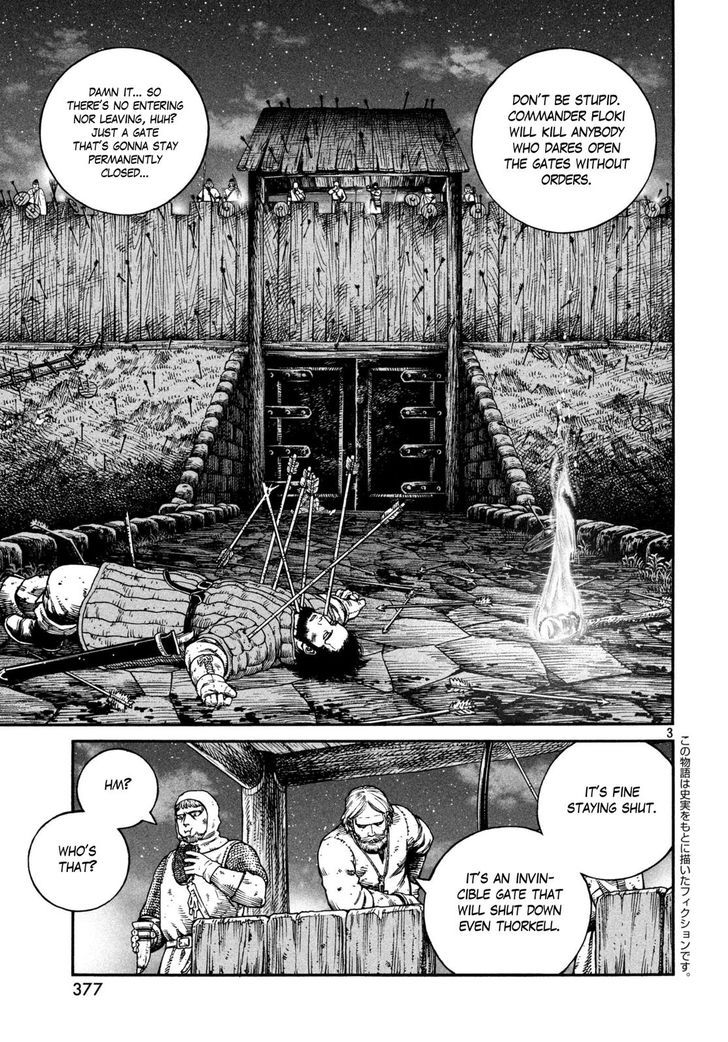 DAMN IT... SO
THERE'S NO ENTERING
NOR LEAVING, HUH?
JUST A GATE
THAT'S GONNA STAY
PERMANENTLY
CLOSED...
DON'T BE STUPID.
COMMANDER FLOKI
WILL KILL ANYBODY
WHO DARES OPEN
THE GATES WITHOUT
ORDERS.
3
この物語は史実をもとに描いたフィクションです。
HM?
WHO'S
THAT?
IT'S FINE
STAYING SHUT.
IT'S AN INVIN-
CIBLE GATE THAT
WILL SHUT DOWN
EVEN THORKELL.
377